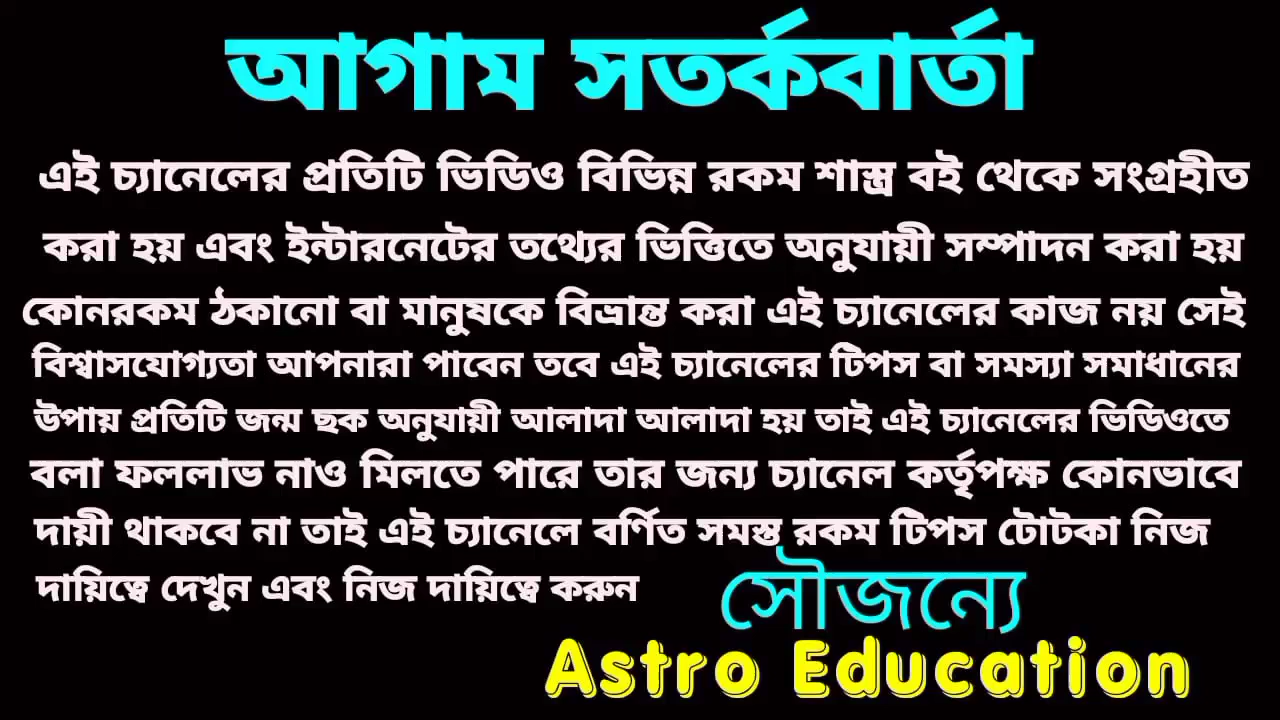 আগাম সতর্কবার্তা
এই চ্যানেলের প্রতিটি ভিডিও বিভিন্ন রকম শাস্ত্র বই থেকে সংগ্রহীত
করা হয় এবং ইন্টারনেটের তথ্যের ভিত্তিতে অনুযায়ী সম্পাদন করা হয়
কোনরকম ঠকানো বা মানুষকে বিভ্রান্ত করা এই চ্যানেলের কাজ নয় সেই
বিশ্বাসযোগ্যতা আপনারা পাবেন তবে এই চ্যানেলের টিপস বা সমস্যা সমাধানের
উপায় প্রতিটি জন্ম ছক অনুযায়ী আলাদা আলাদা হয় তাই এই চ্যানেলের ভিডিওতে
বলা ফললাভ নাও মিলতে পারে তার জন্য চ্যানেল কর্তৃপক্ষ কোনভাবে
দায়ী থাকবে না তাই এই চ্যানেলে বর্ণিত সমস্ত রকম টিপস টোটকা নিজ
দায়িত্বে দেখুন এবং নিজ দায়িত্বে করুন
সৌজন্যে
Astro Education